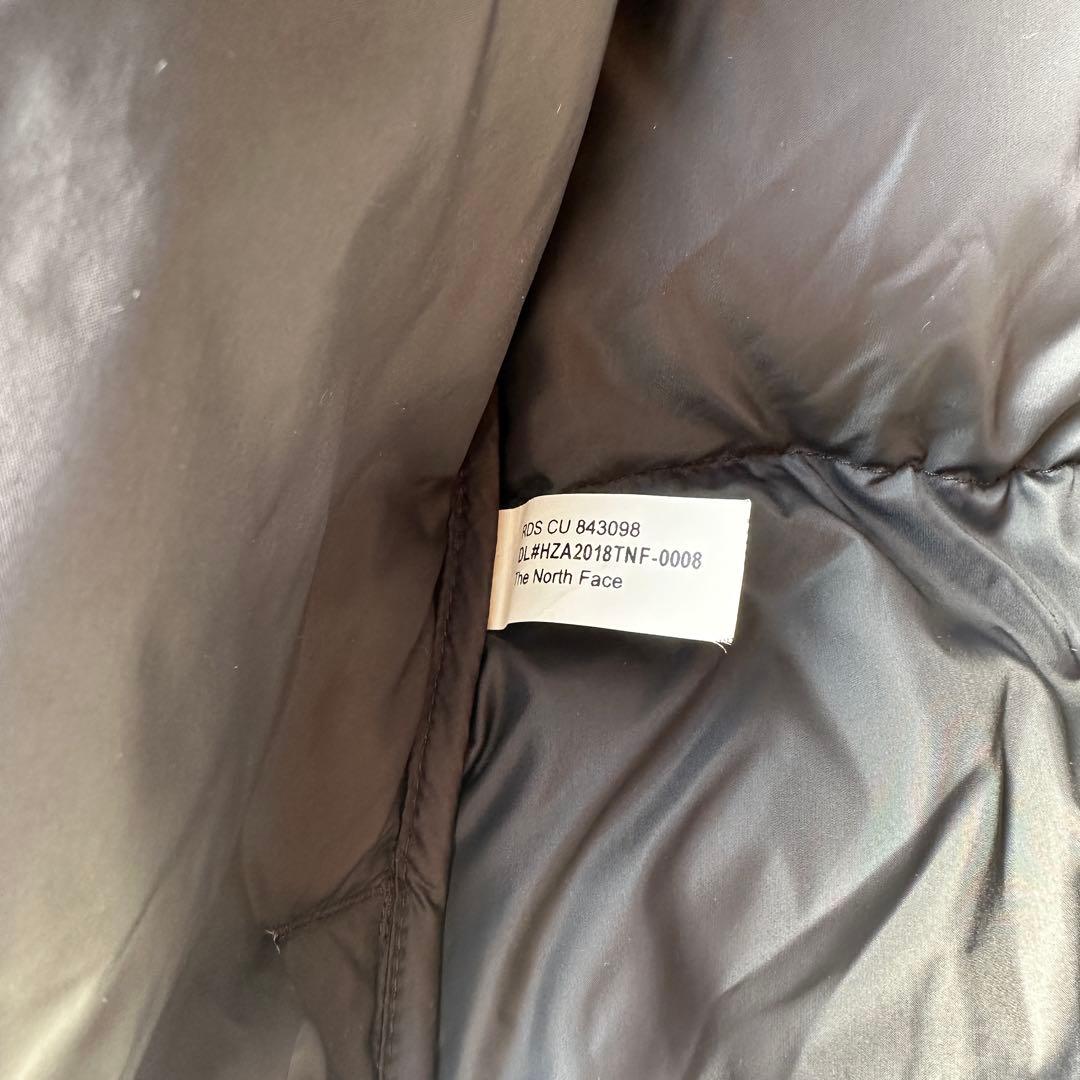 RDS CU 843098
DL#HZA2018TNF-0008
The North Face